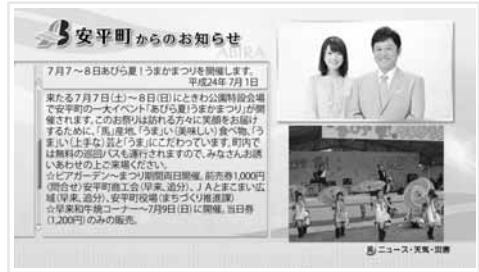 安平町からのお知らせ
ABIRA
7月7～8日あびら夏！うまかまつりを開催します。
平成24年 7月1日
来たる7月7日(土)～8日(日)にときわ公園特設会場
で安平町の一大イベント｢あびら夏!うまかまつり｣が開
催されます。このお祭りは訪れる方々に笑顔をお届け
するために、｢馬｣産地、｢うま｣い(美味しい)食べ物、｢う
ま｣い(上手な)芸と｢うま｣にこだわっています。町内で
は無料の巡回バスも運行されますので、みなさんお誘
いあわせの上ご来場ください。
☆ビアガーデン～まつり期間両日開催。前売券1,000円
(問合せ)安平町商工会(早来、追分)、ＪＡとまこまい広
域(早来、追分)、安平町役場(まちづくり推進課)
☆早来和牛焼コーナー～7月9日(日)に開催。当日券
(1,200円)のみの販売。
ニュース・天気・図書